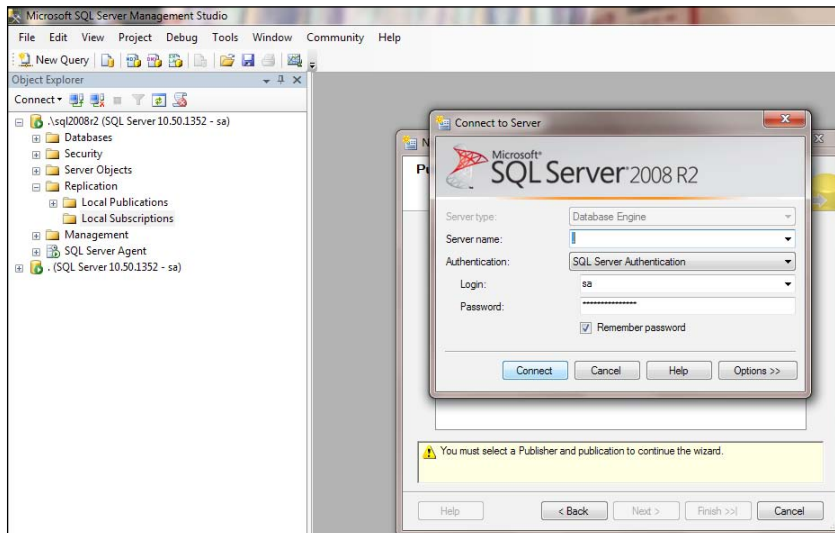 Microsoft SQL Server Management Studio
File Edit View Project Debug Tools Window Community Help
New Query
Object Explorer
Connect
.\sql2008r2 (SQL Server 10.50.1352 - sa)
Databases
Security
Server Objects
Replication
Local Publications
Local Subscriptions
Management
SQL Server Agent
. (SQL Server 10.50.1352 - sa)
Connect to Server
Microsoft®
SQL Server 2008 R2
Server type: Database Engine
Server name: .
Authentication: SQL Server Authentication
Login: sa
Password: ***************
Remember password
Connect Cancel Help Options >>
You must select a Publisher and publication to continue the wizard.
Help < Back Next > Finish >>| Cancel